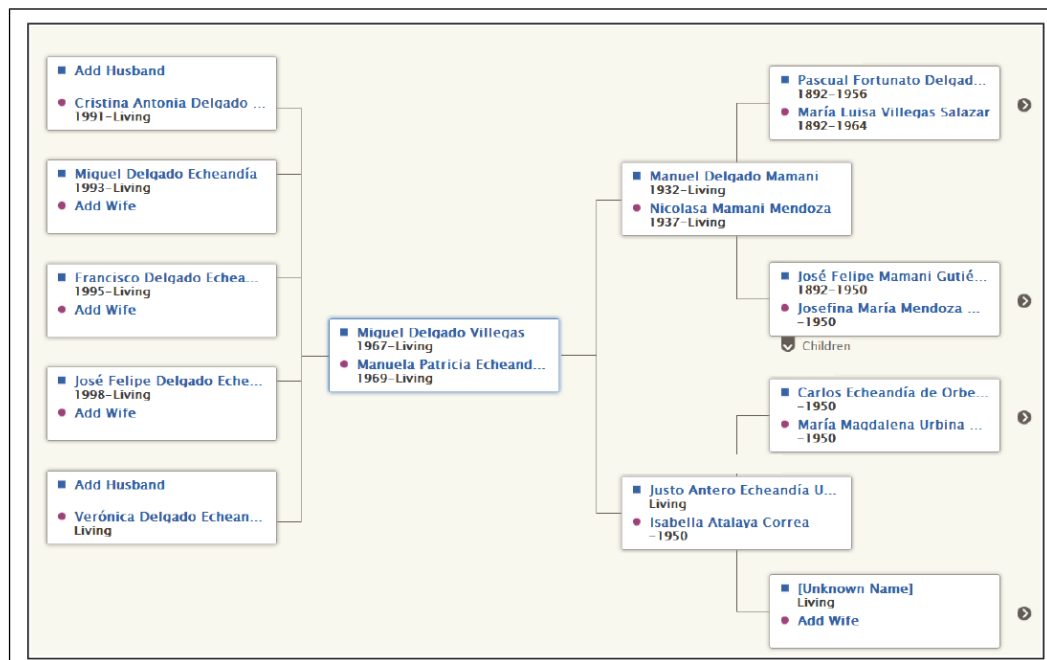 Add Husband
Cristina Antonia Delgado ...
1991-Living
Miguel Delgado Echeandía
1993-Living
Add Wife
Francisco Delgado Echea...
1995-Living
Add Wife
José Felipe Delgado Eche...
1998-Living
Add Wife
Add Husband
Verónica Delgado Echean...
Living
Miguel Delgado Villegas
1967-Living
Manuela Patricia Echeand...
1969-Living
Manuel Delgado Mamani
1932-Living
Nicolasa Mamani Mendoza
1937-Living
Justo Antero Echeandía U...
Living
Isabella Atalaya Correa
-1950
Pascual Fortunato Delgad...
1892-1956
María Luisa Villegas Salazar
1892-1964
José Felipe Mamani Gutié...
1892-1950
Josefina María Mendoza ...
-1950
Children
Carlos Echeandía de Orbe...
-1950
María Magdalena Urbina ...
-1950
[Unknown Name]
Living
Add Wife